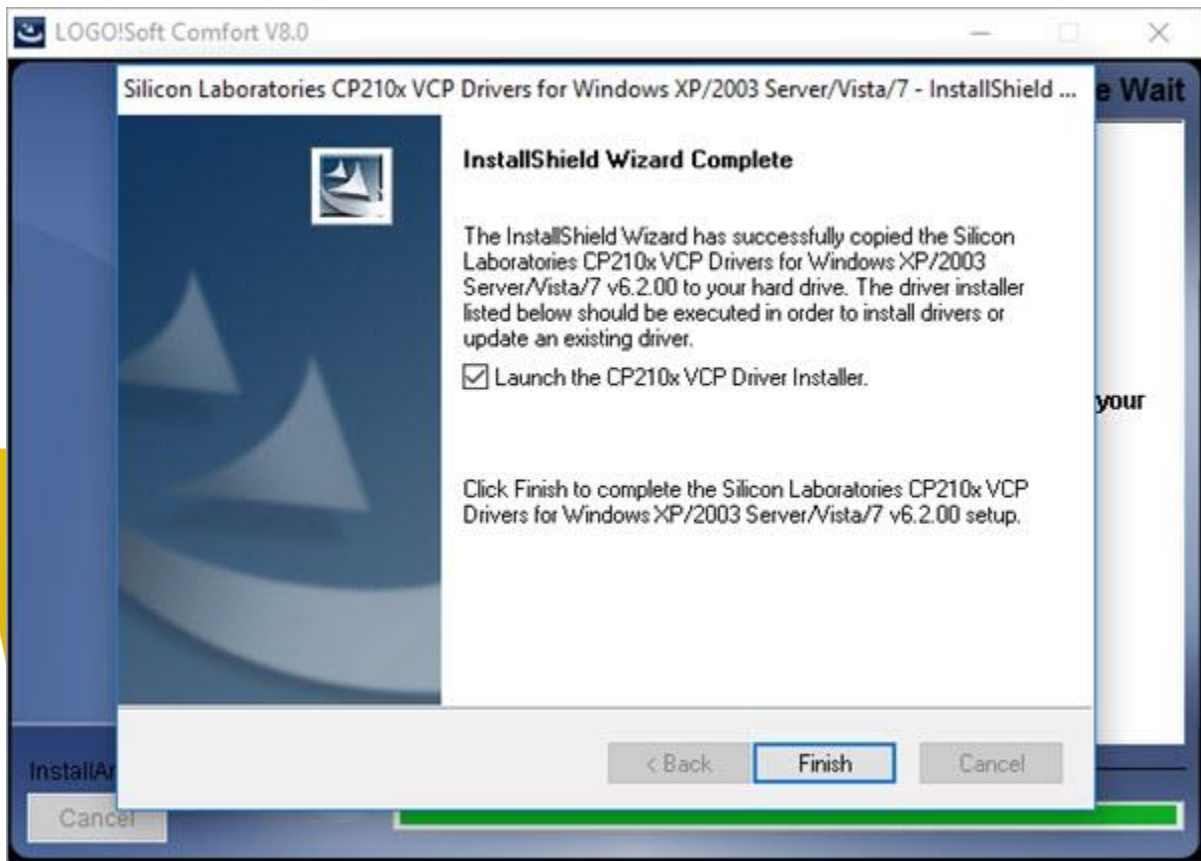 LOGO!Soft Comfort V8.0
Silicon Laboratories CP210x VCP Drivers for Windows XP/2003 Server/Vista/7 - InstallShield ...
e Wait
InstallShield Wizard Complete
The InstallShield Wizard has successfully copied the Silicon
Laboratories CP210x VCP Drivers for Windows XP/2003
Server/Vista/7 v6.2.00 to your hard drive. The driver installer
listed below should be executed in order to install drivers or
update an existing driver.
Launch the CP210x VCP Driver Installer.
your
Click Finish to complete the Silicon Laboratories CP210x VCP
Drivers for Windows XP/2003 Server/Vista/7 v6.2.00 setup.
InstallAn
< Back
Finish
Cancel
Cancel